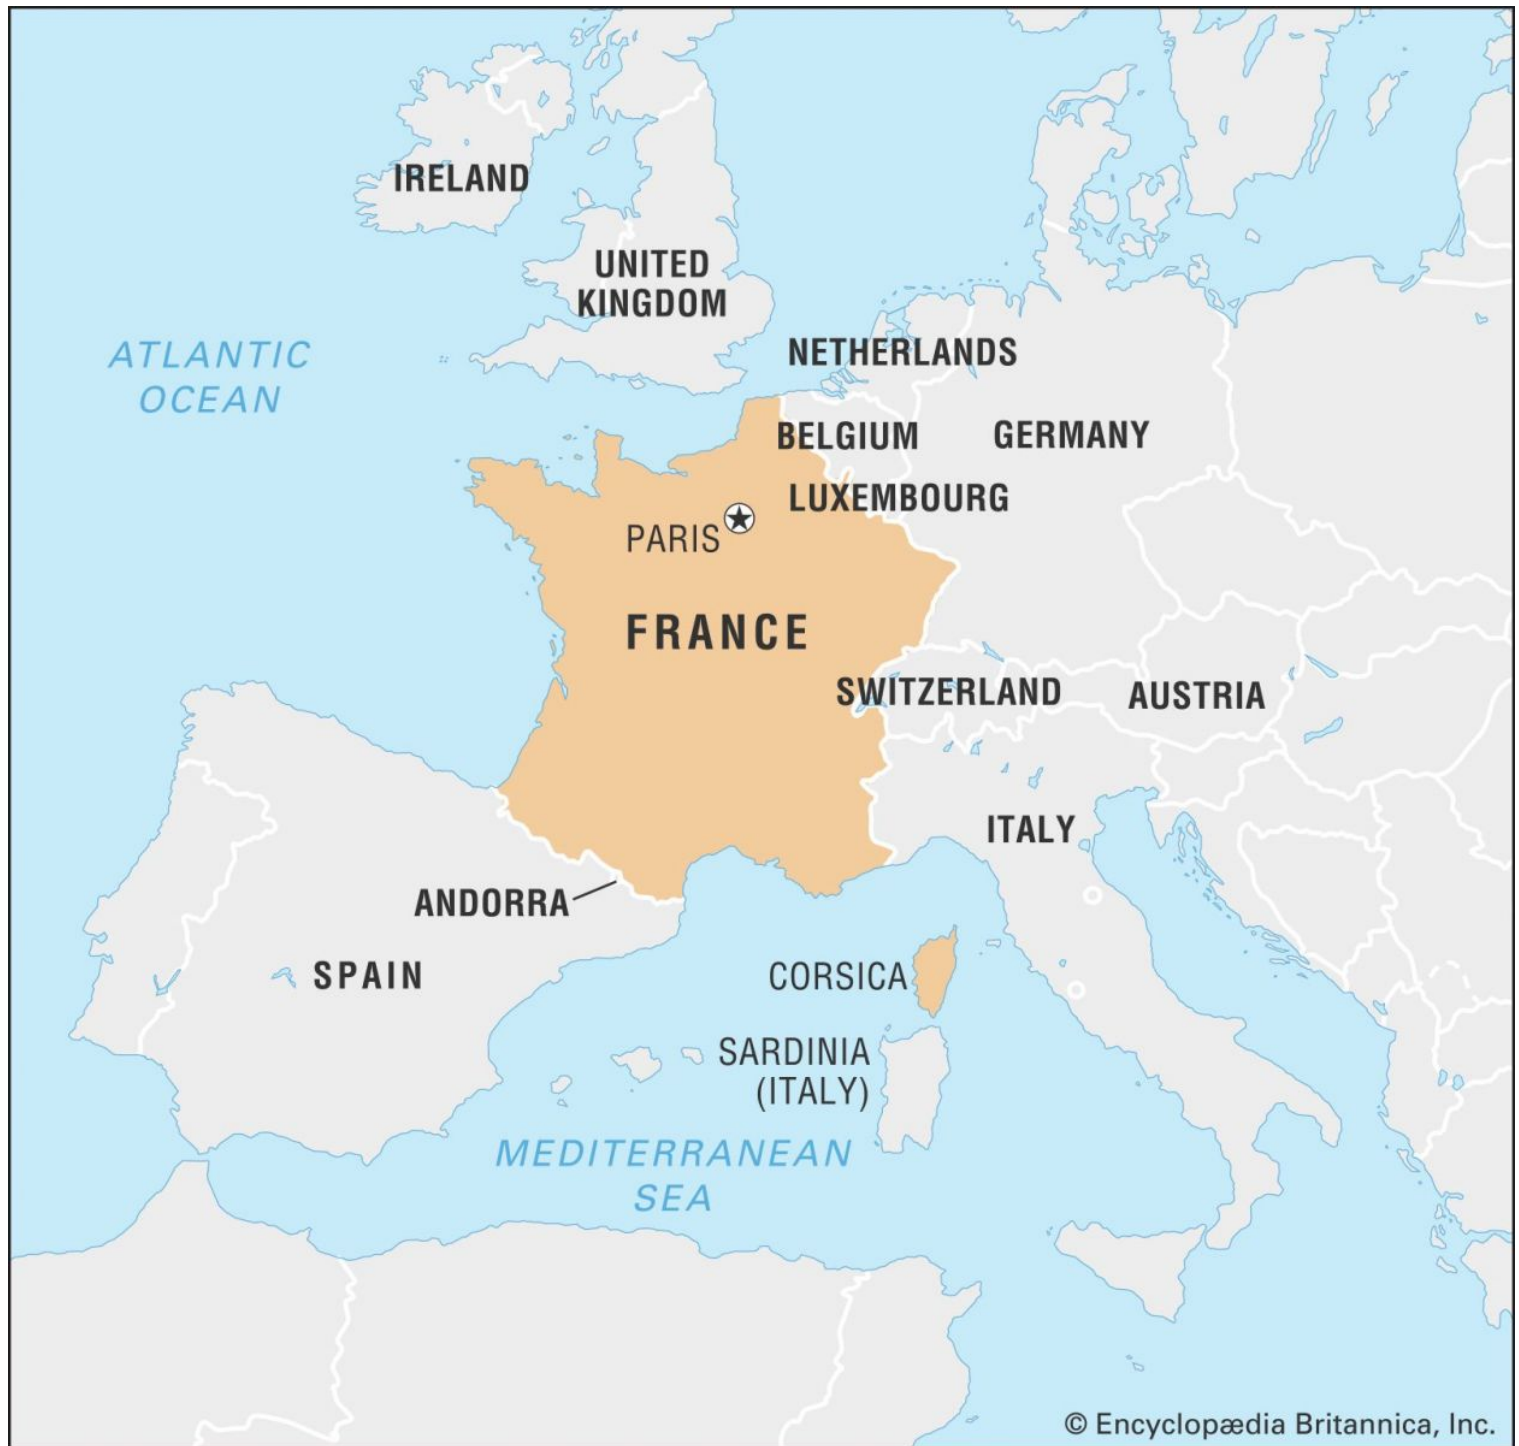 IRELAND
UNITED
KINGDOM
ATLANTIC
OCEAN
NETHERLANDS
BELGIUM
GERMANY
LUXEMBOURG
PARIS
FRANCE
SWITZERLAND
AUSTRIA
ITALY
ANDORRA
SPAIN
CORSICA
SARDINIA
(ITALY)
MEDITERRANEAN
SEA
© Encyclopædia Britannica, Inc.